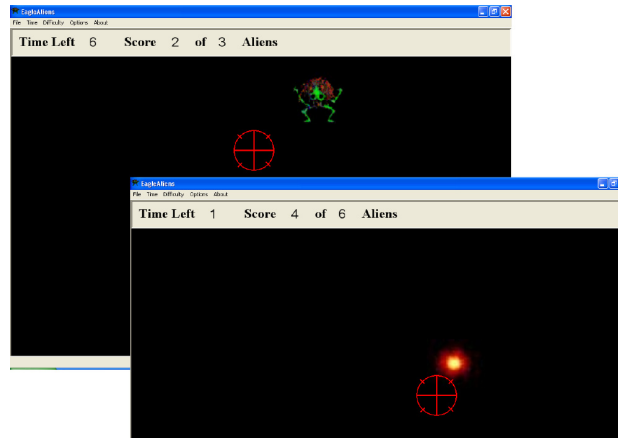 EagleAliens
File Time Difficulty Options About
Time Left 6 Score 2 of 3 Aliens
EagleAliens
File Time Difficulty Options About
Time Left 1 Score 4 of 6 Aliens